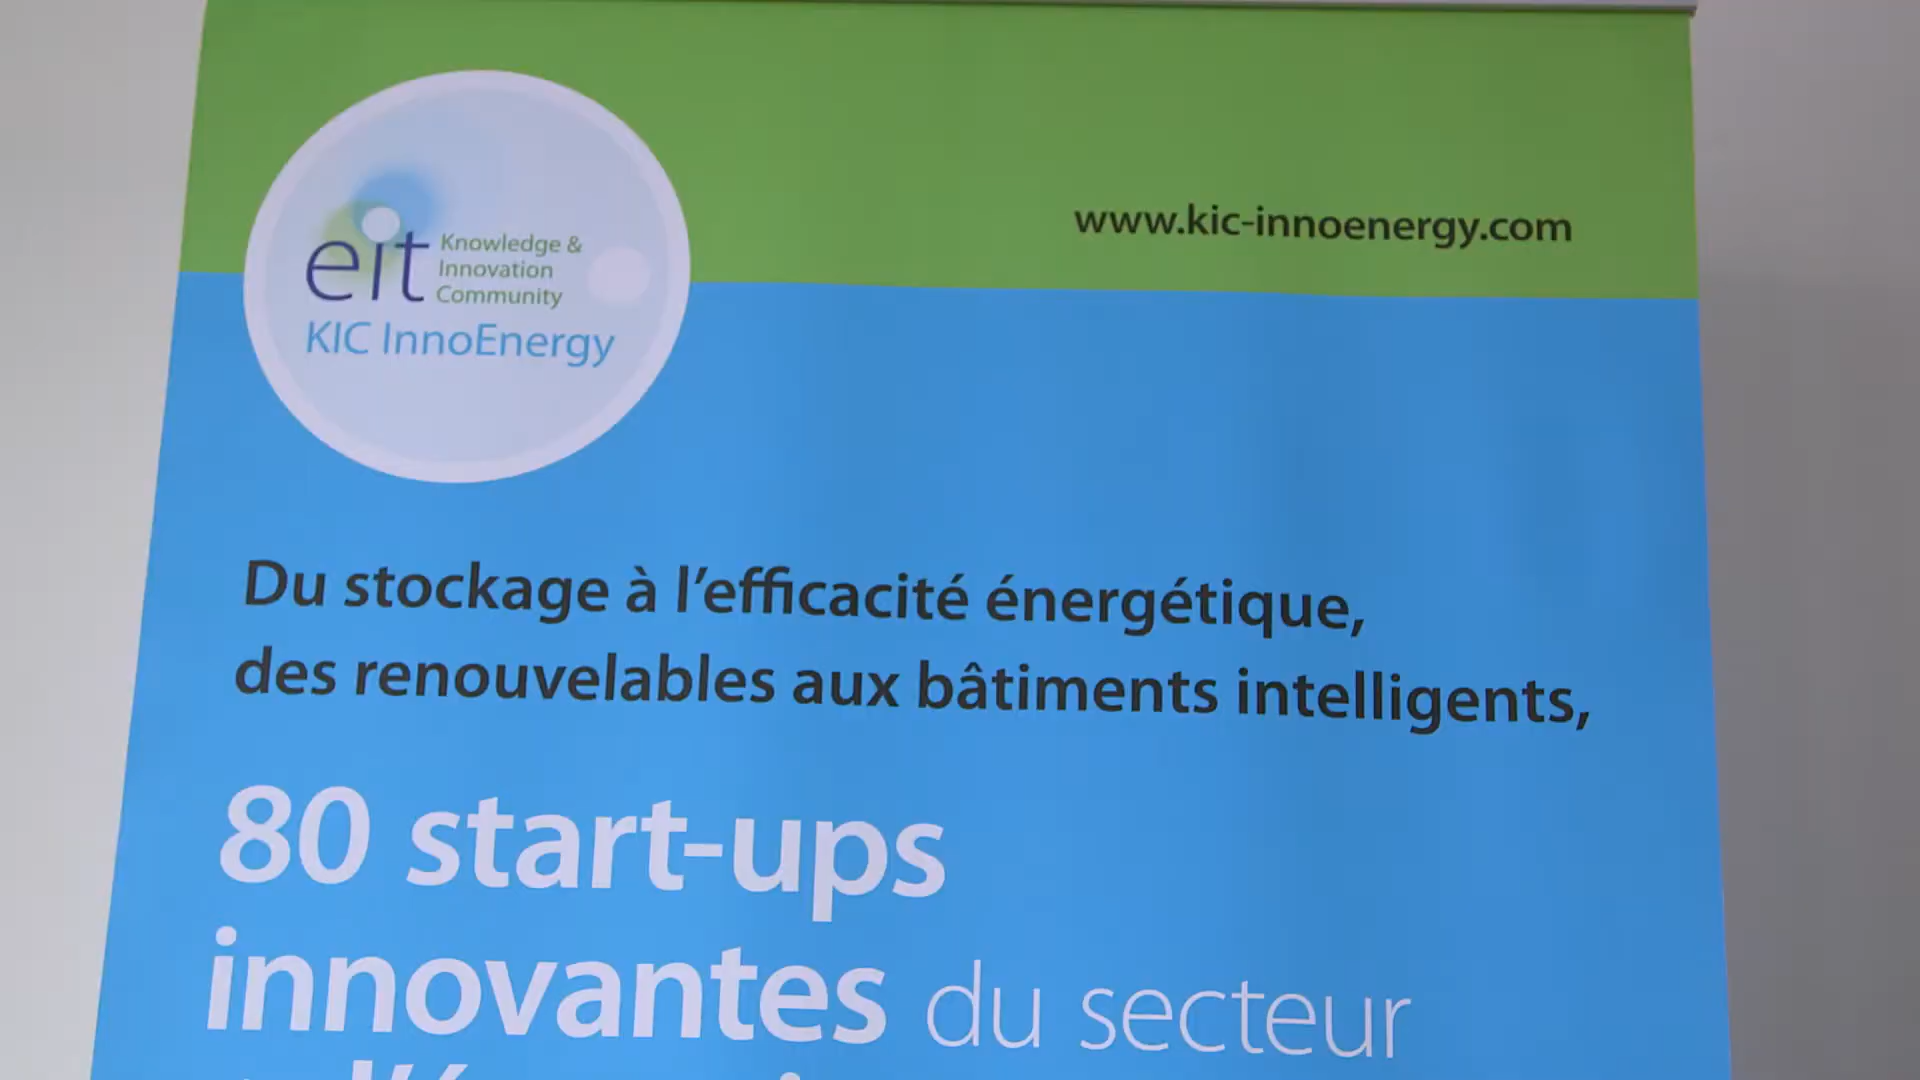 www.kic-innoenergy.com
eit Knowledge &
Innovation
Community
KIC InnoEnergy
Du stockage à l’efficacité énergétique,
des renouvelables aux bâtiments intelligents,
80 start-ups
innovantes du secteur